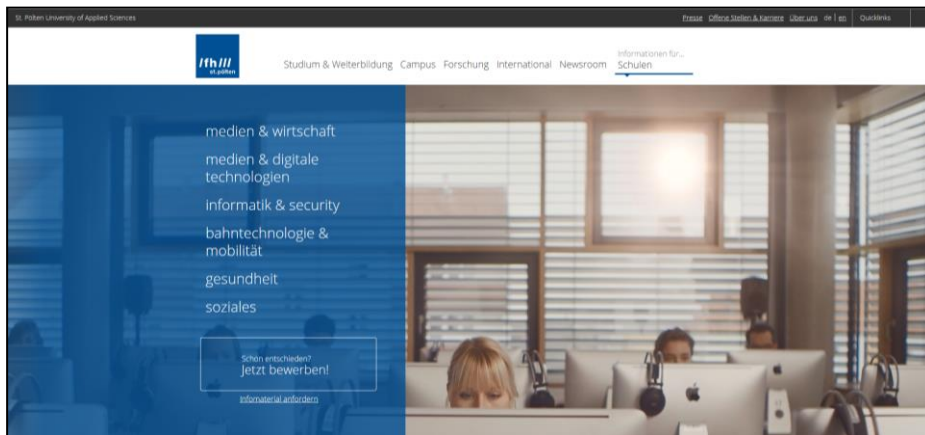 St. Pölten University of Applied Sciences
Presse Offene Stellen & Karriere Über uns de | en Quicklinks
/fh///
st.pölten
Studium & Weiterbildung Campus Forschung International Newsroom
Informationen für...
Schulen
medien & wirtschaft
medien & digitale
technologien
informatik & security
bahntechnologie &
mobilität
gesundheit
soziales
Schon entschieden?
Jetzt bewerben!
Infomaterial anfordern